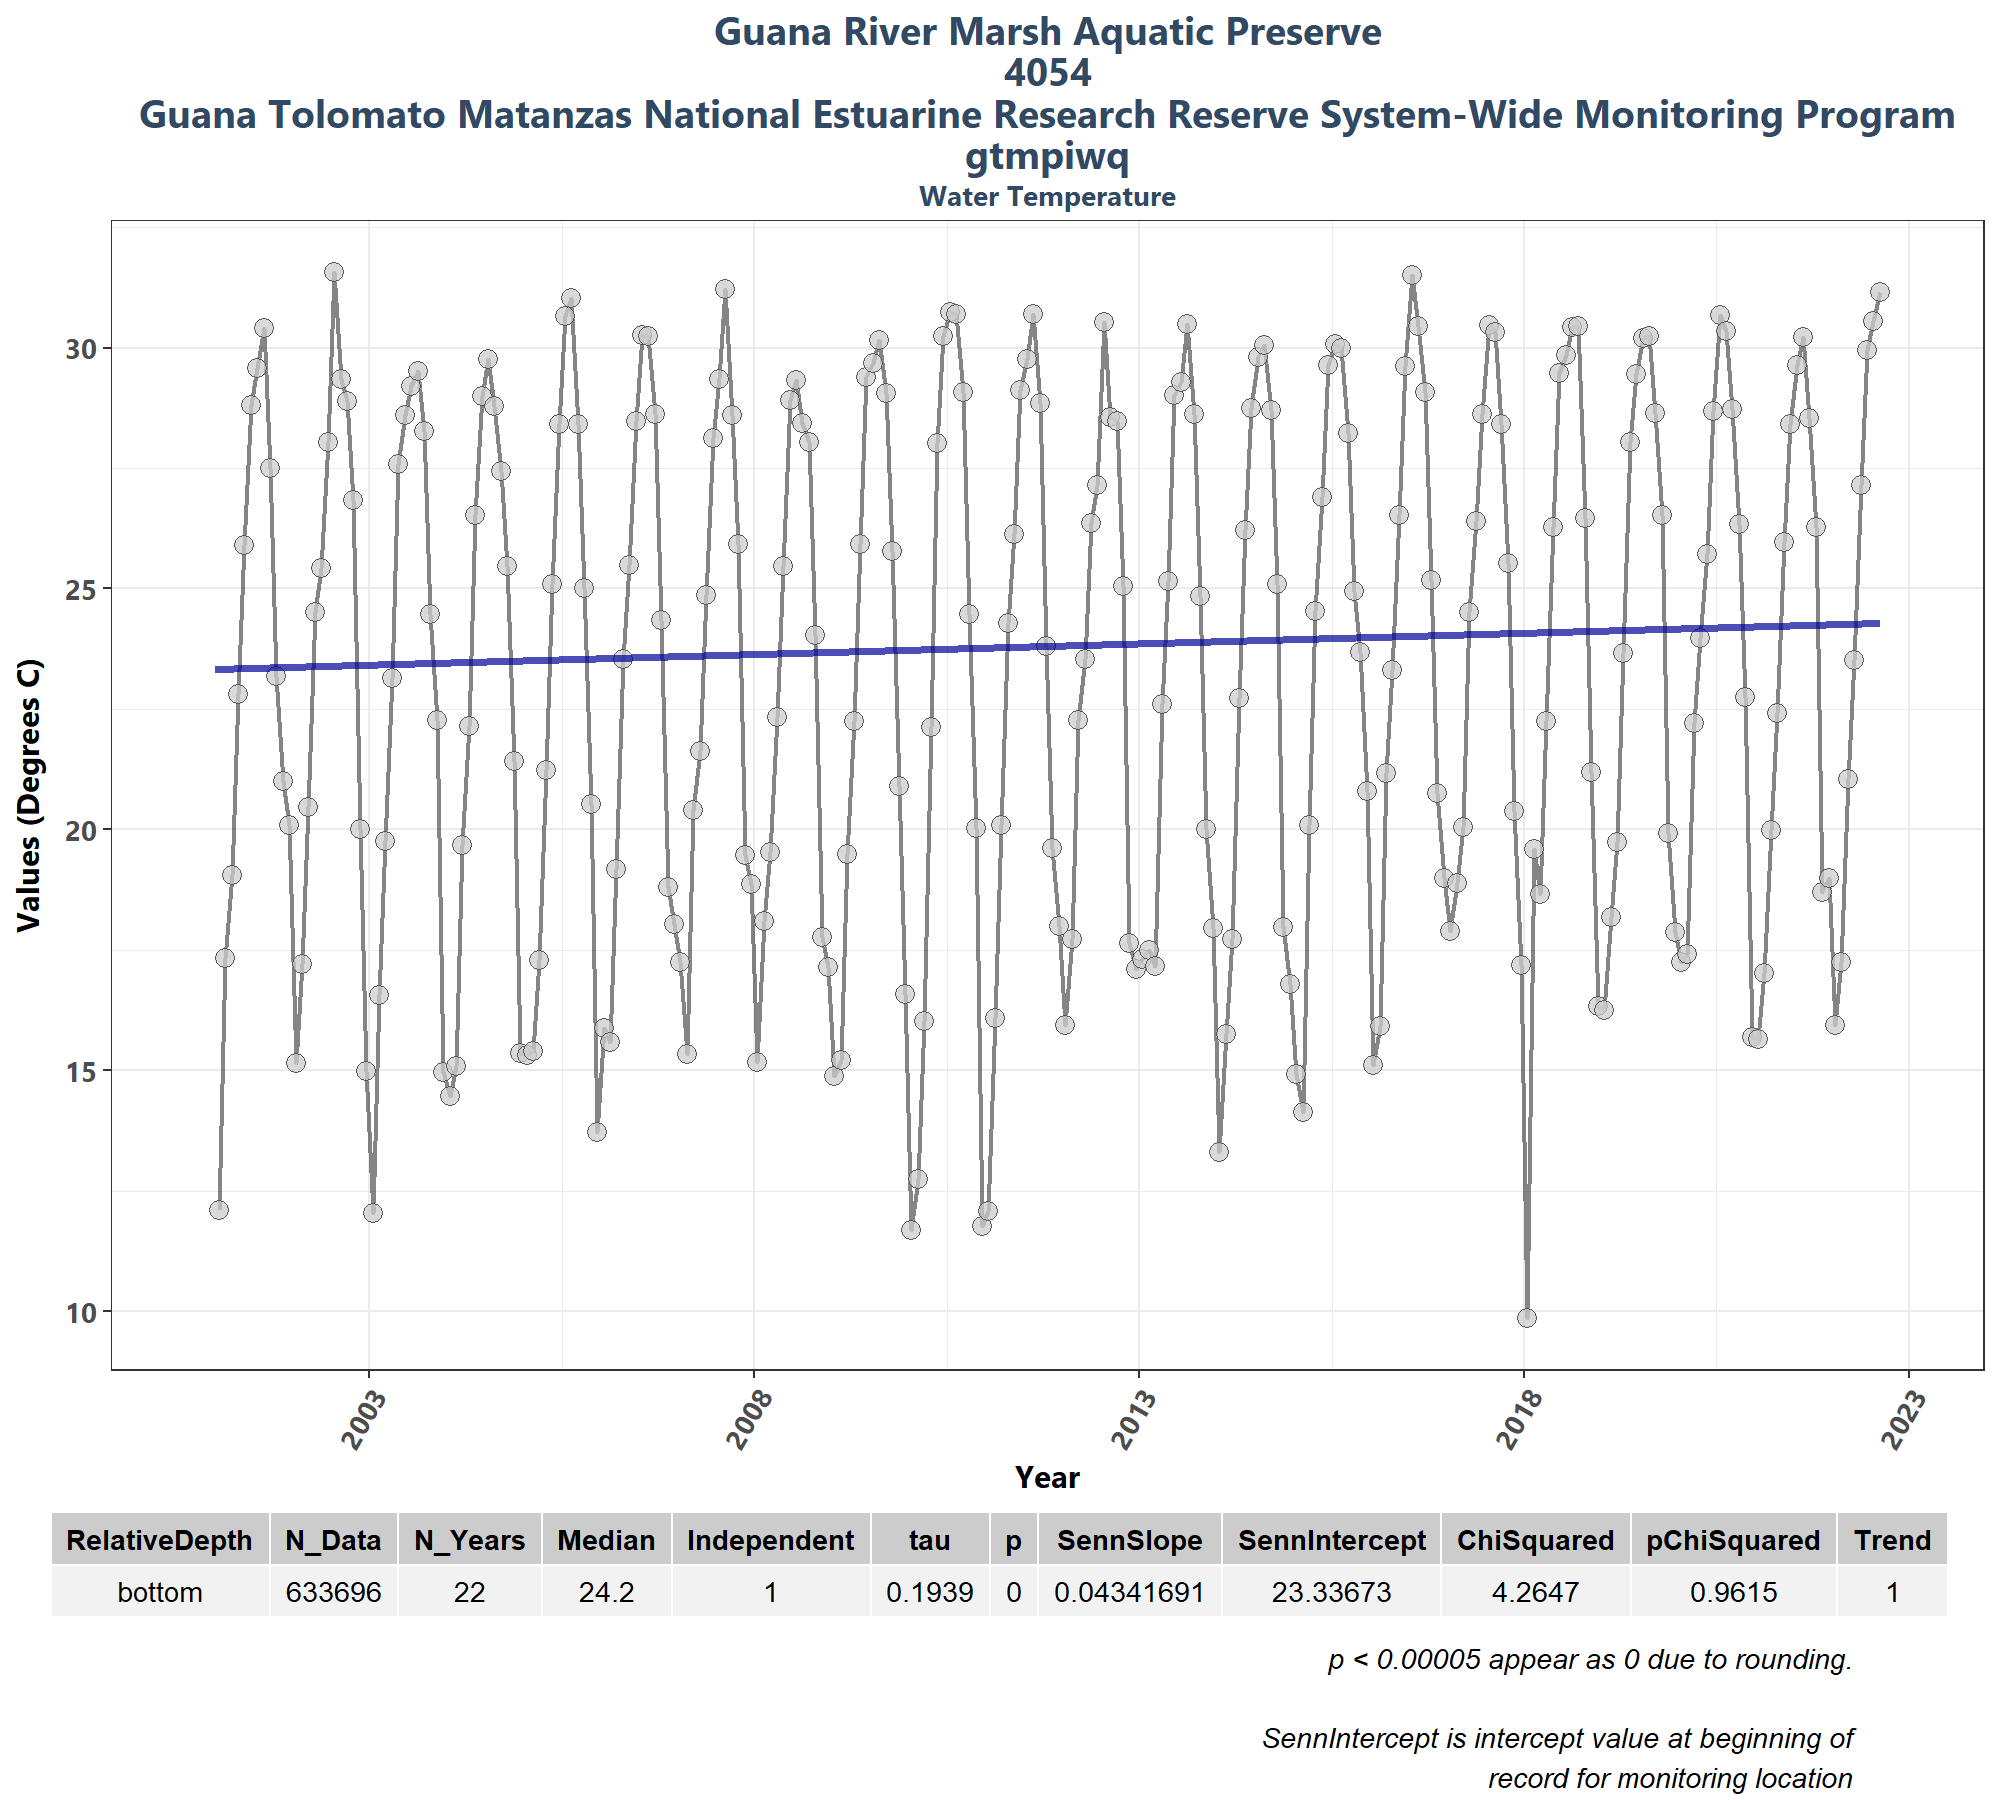 Guana River Marsh Aquatic Preserve
4054
Guana Tolomato Matanzas National Estuarine Research Reserve System-Wide Monitoring Program
gtmpiwq
Water Temperature
Values (Degrees C)
30
25
20
15
10
2003 2008 2013 2018 2023
Year
RelativeDepth N_Data N_Years Median Independent tau p SennSlope SennIntercept ChiSquared pChiSquared Trend
bottom 633696 22 24.2 1 0.1939 0 0.04341691 23.33673 4.2647 0.9615 1
p < 0.00005 appear as 0 due to rounding.
SennIntercept is intercept value at beginning of
record for monitoring location